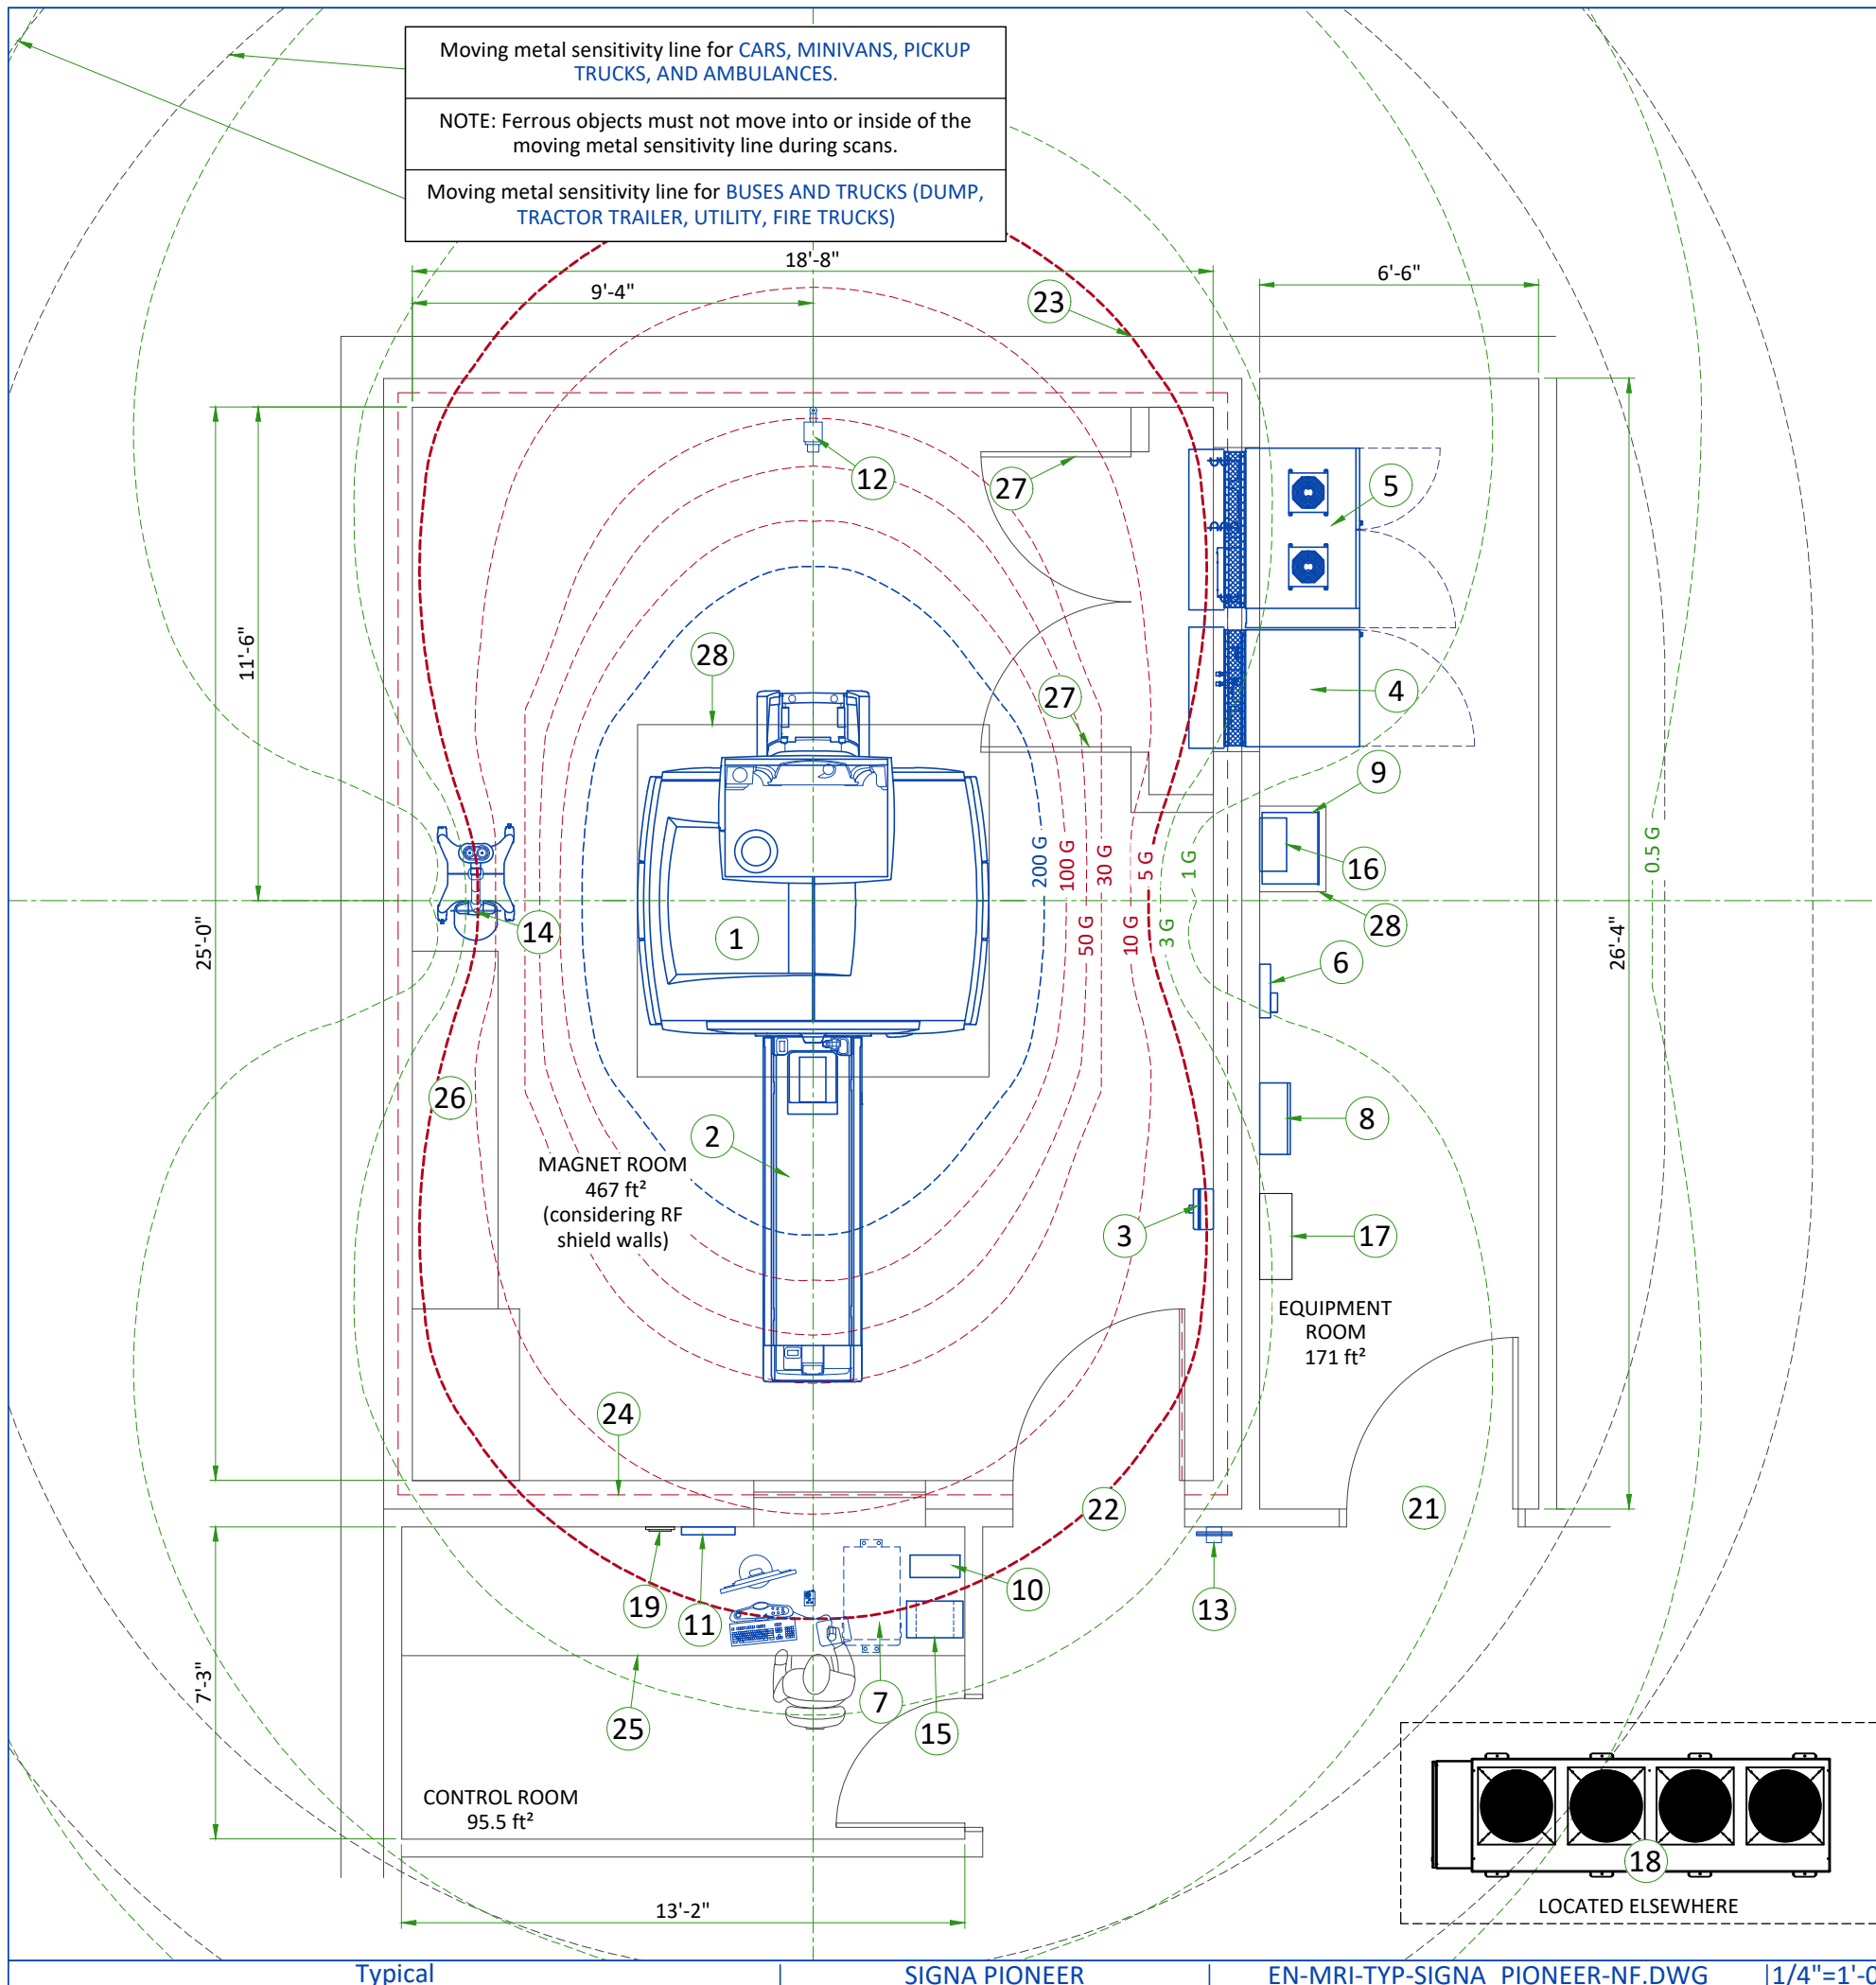 Moving metal sensitivity line for CARS, MINIVANS, PICKUP
TRUCKS, AND AMBULANCES.
NOTE: Ferrous objects must not move into or inside of the
moving metal sensitivity line during scans.
Moving metal sensitivity line for BUSES AND TRUCKS (DUMP,
TRACTOR TRAILER, UTILITY, FIRE TRUCKS)
18'-8"
6'-6"
9'-4"
23
12
27
5
11'-6"
28
27
4
9
16
28
200 G
100 G
30 G
5 G
1 G
0.5 G
50 G
10 G
3 G
14
1
25'-0"
26'-4"
6
26
8
2
MAGNET ROOM
467 ft²
(considering RF
shield walls)
3
17
EQUIPMENT
ROOM
171 ft²
24
22
21
10
19
11
13
7'-3"
7
25
15
CONTROL ROOM
95.5 ft²
18
LOCATED ELSEWHERE
13'-2"
Typical
SIGNA PIONEER
EN-MRI-TYP-SIGNA_PIONEER-NF.DWG
1/4"=1'-0